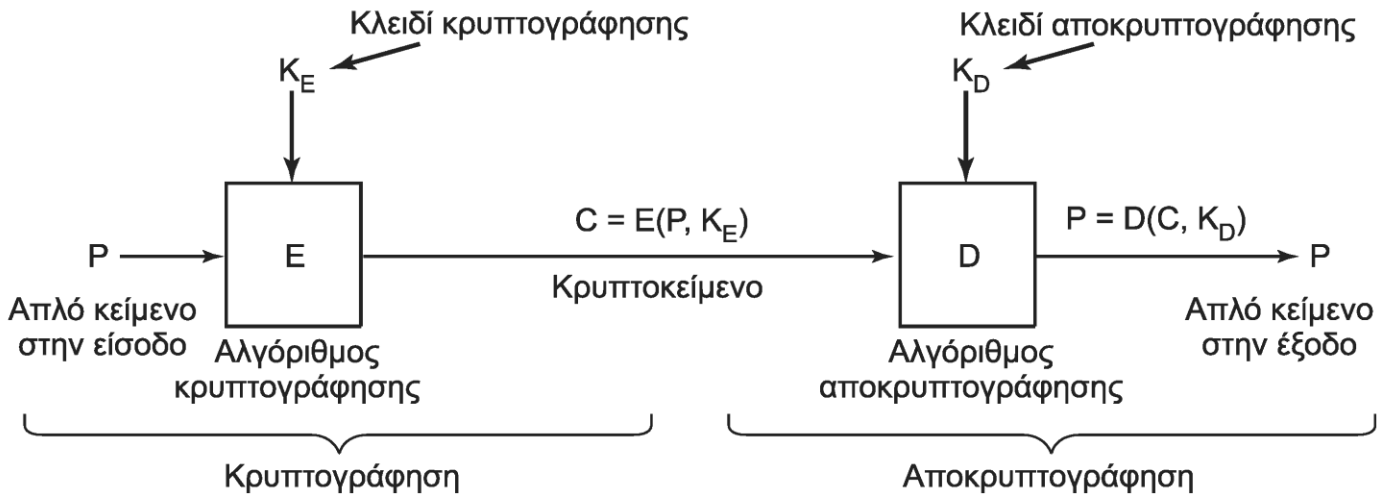 Κλειδί κρυπτογράφησης
Κλειδί αποκρυπτογράφησης
K_E
K_D
C = E(P, K_E)
P = D(C, K_D)
P
E
D
P
Κρυπτοκείμενο
Απλό κείμενο
στην είσοδο
Αλγόριθμος
κρυπτογράφησης
Αλγόριθμος
αποκρυπτογράφησης
Απλό κείμενο
στην έξοδο
Κρυπτογράφηση
Αποκρυπτογράφηση